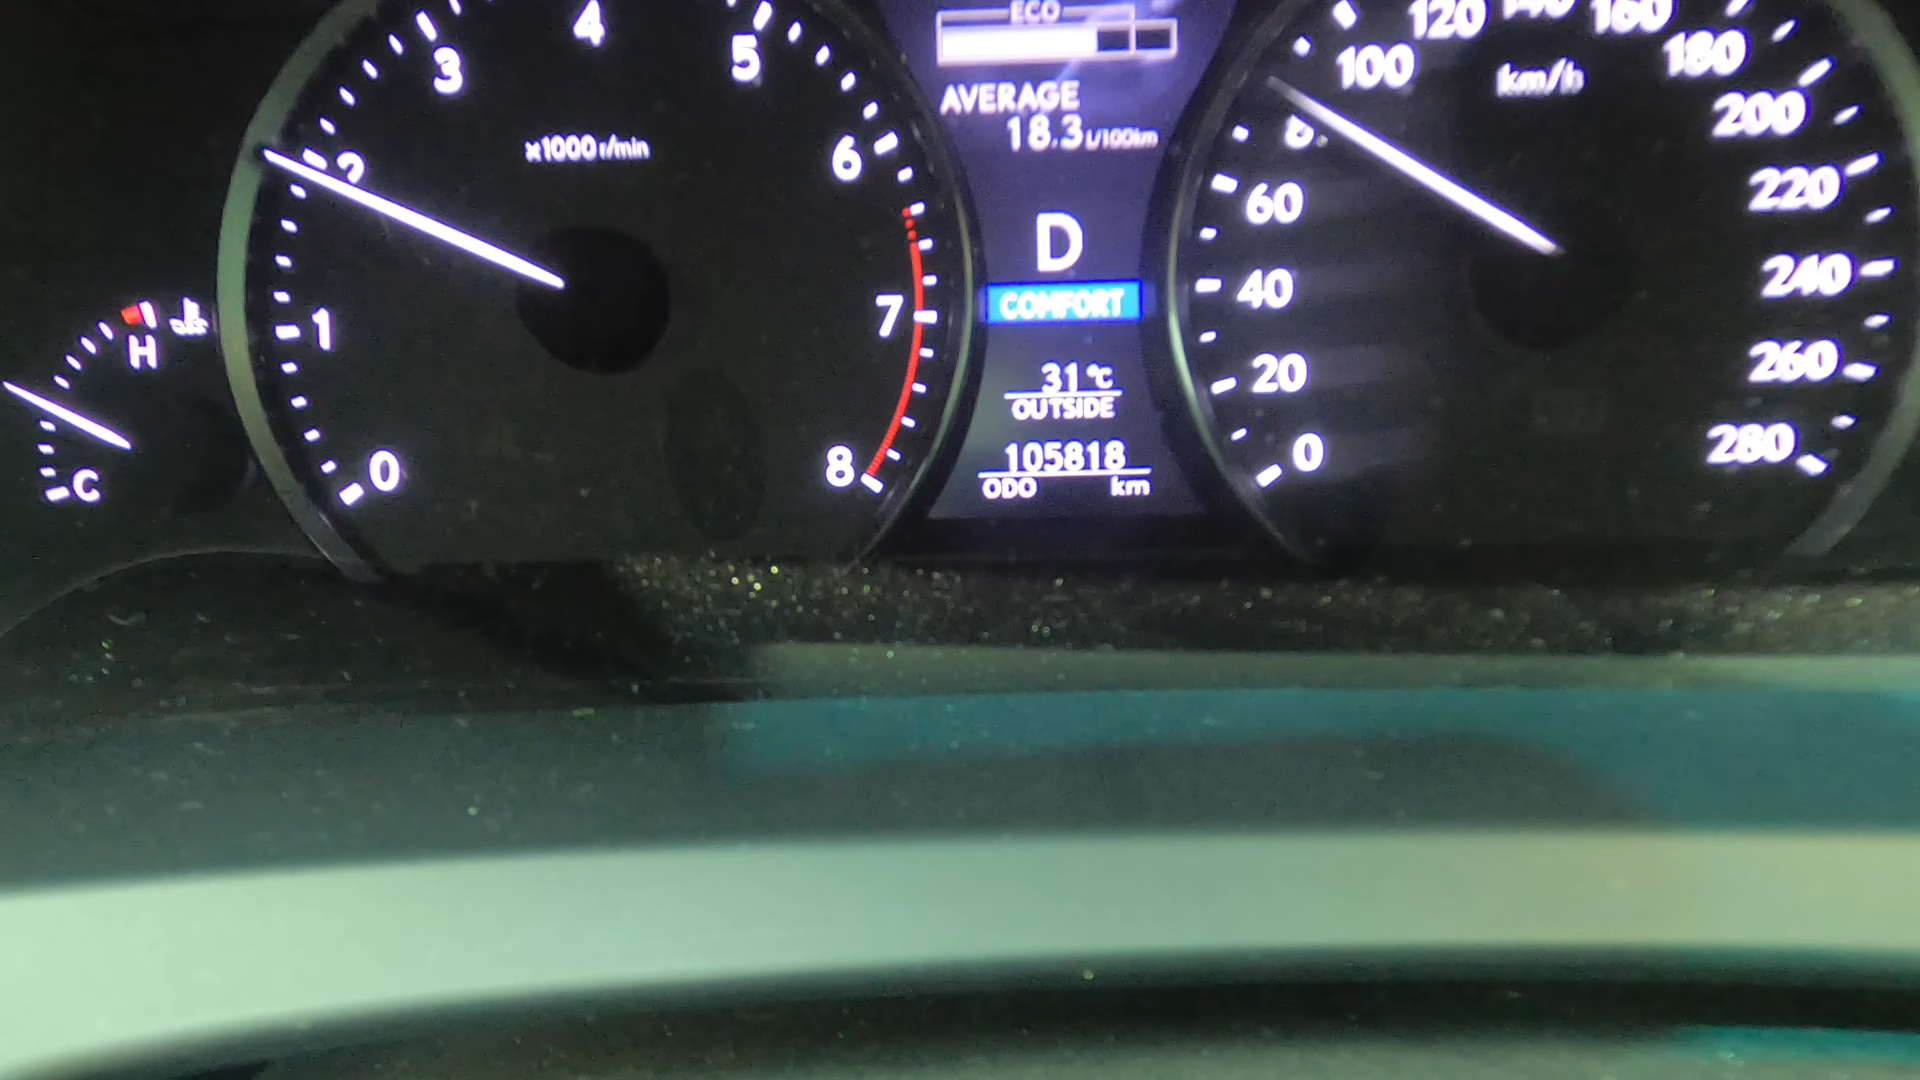 ECO
AVERAGE
18.3 L/100km
D
COMFORT
31 °C
OUTSIDE
105818
ODO km
H
C
x1000 r/min
0
1
2
3
4
5
6
7
8
km/h
0
20
40
60
100
120
160
180
200
220
240
260
280